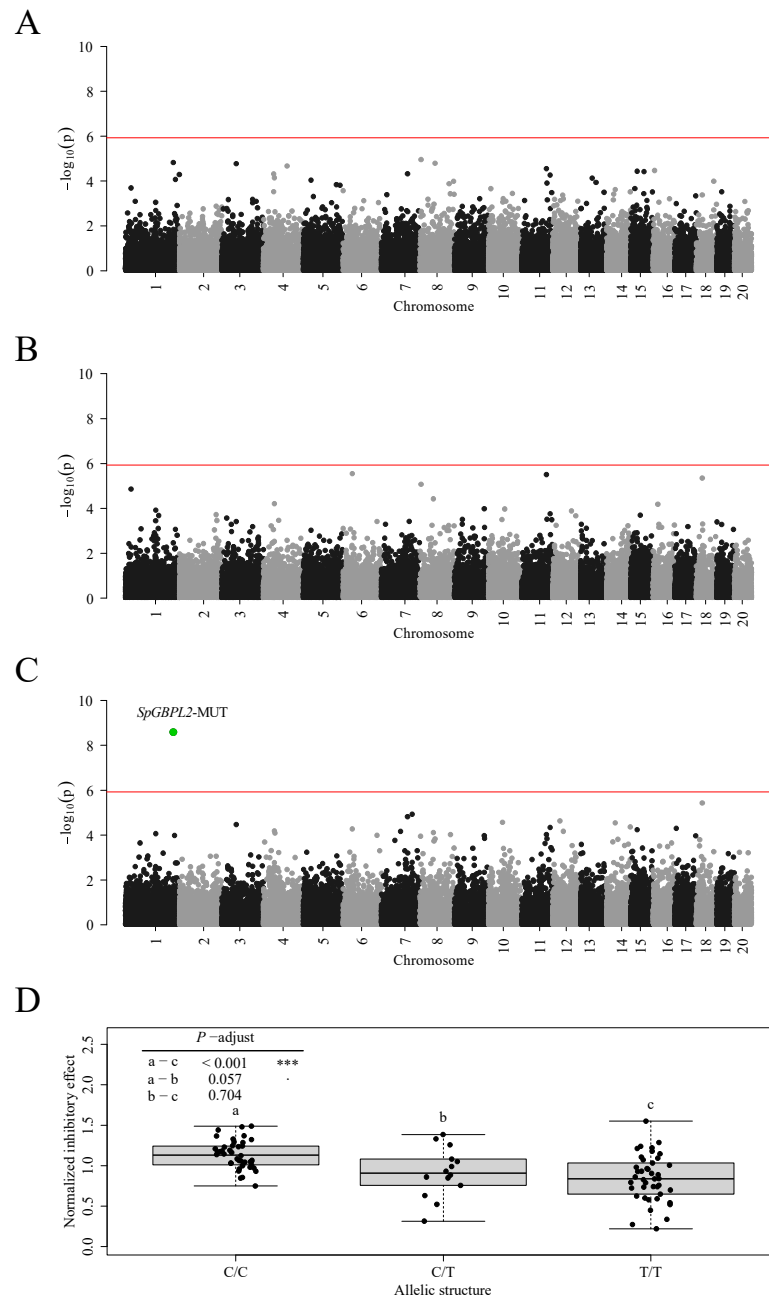 A
10
8
6
4
2
0
−log10(p)
1 2 3 4 5 6 7 8 9 10 11 12 13 14 15 16 17 18 19 20
Chromosome
B
10
8
6
4
2
0
−log10(p)
1 2 3 4 5 6 7 8 9 10 11 12 13 14 15 16 17 18 19 20
Chromosome
C
SpGBPL2-MUT
10
8
6
4
2
0
−log10(p)
1 2 3 4 5 6 7 8 9 10 11 12 13 14 15 16 17 18 19 20
Chromosome
D
P −adjust
a − c < 0.001 ***
a − b 0.057 .
b − c 0.704
a
b
c
2.5
2.0
1.5
1.0
0.5
0.0
Normalized inhibitory effect
C/C C/T T/T
Allelic structure